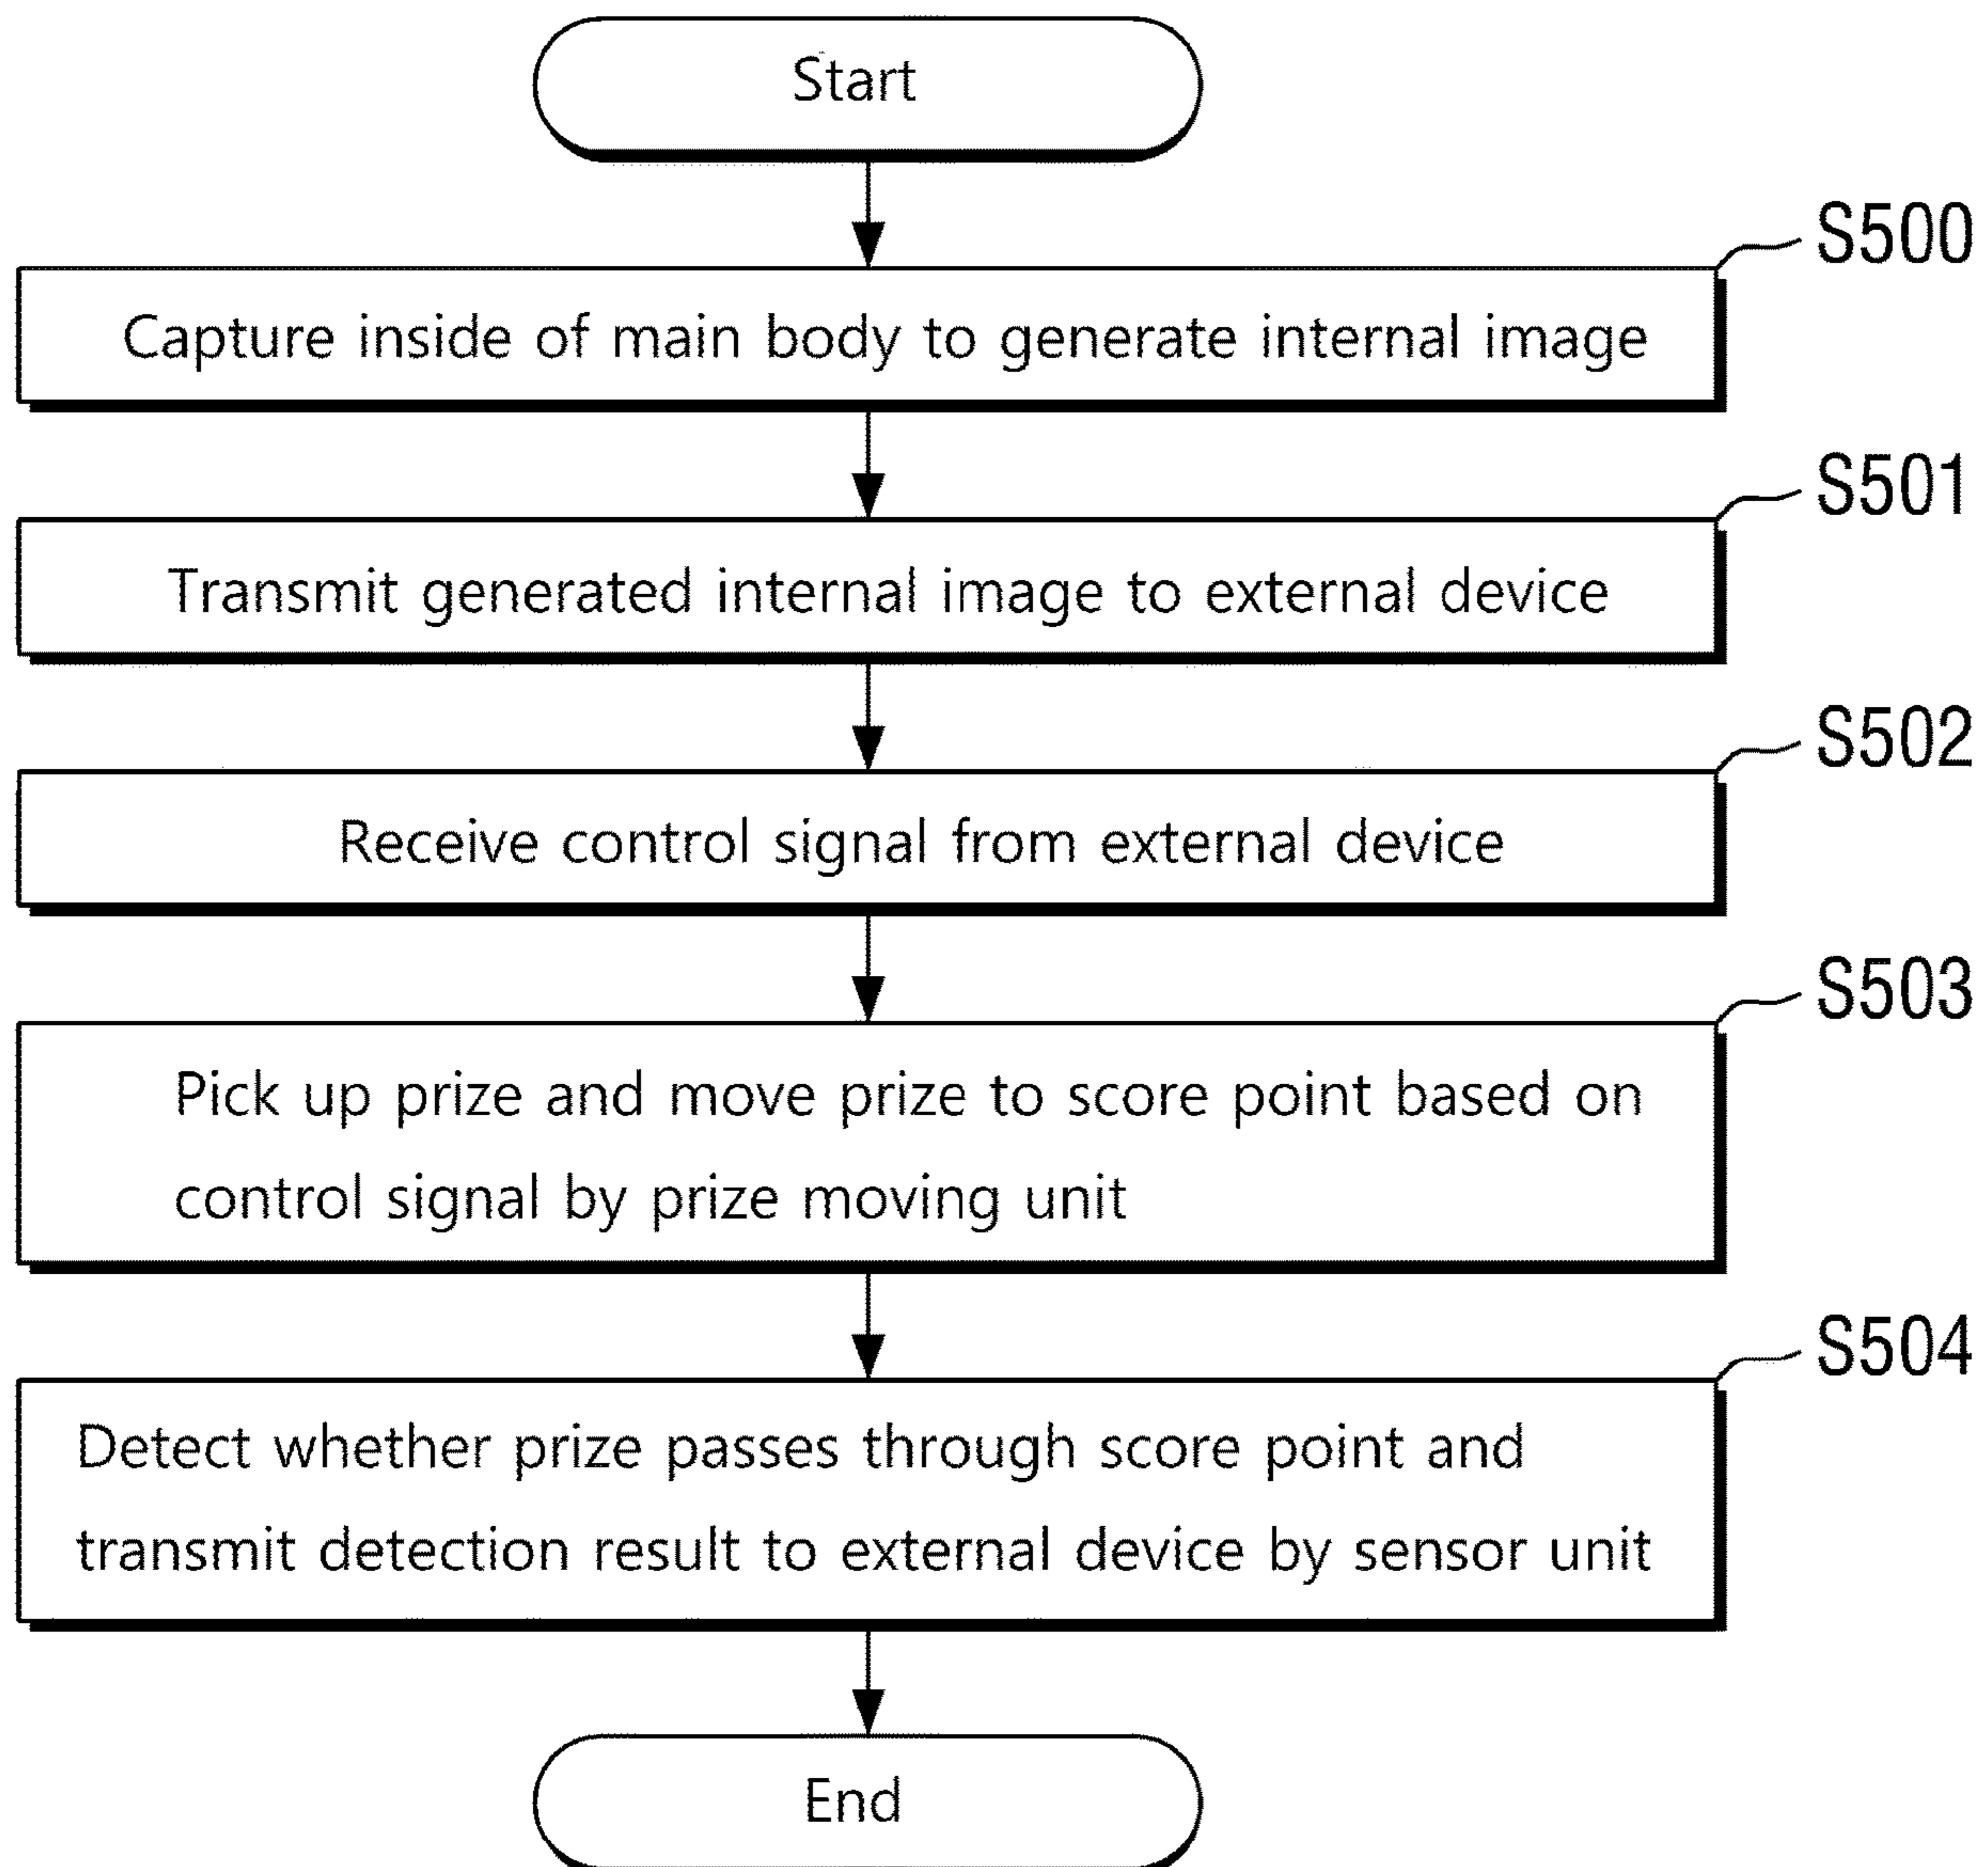 Start
S500
Capture inside of main body to generate internal image
S501
Transmit generated internal image to external device
S502
Receive control signal from external device
S503
Pick up prize and move prize to score point based on
control signal by prize moving unit
S504
Detect whether prize passes through score point and
transmit detection result to external device by sensor unit
End